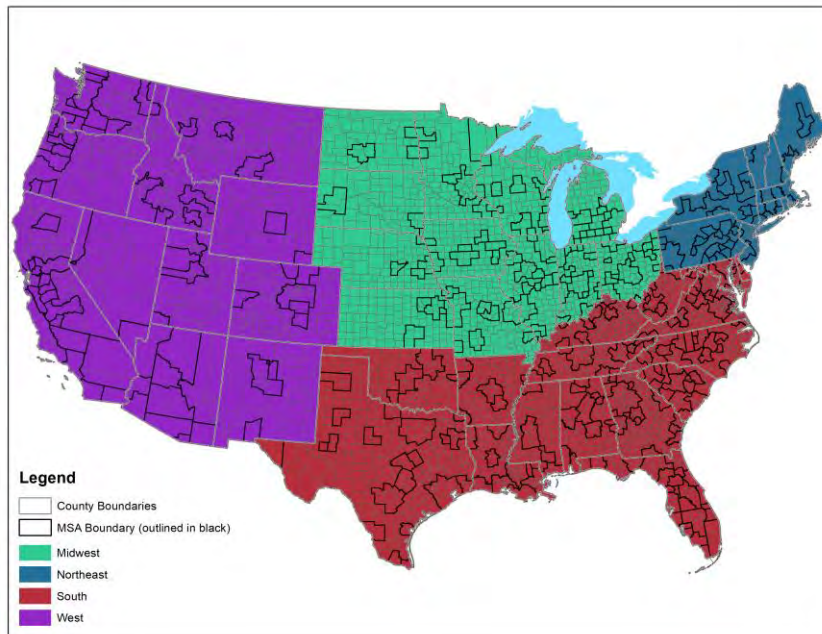 Legend
County Boundaries
MSA Boundary (outlined in black)
Midwest
Northeast
South
West